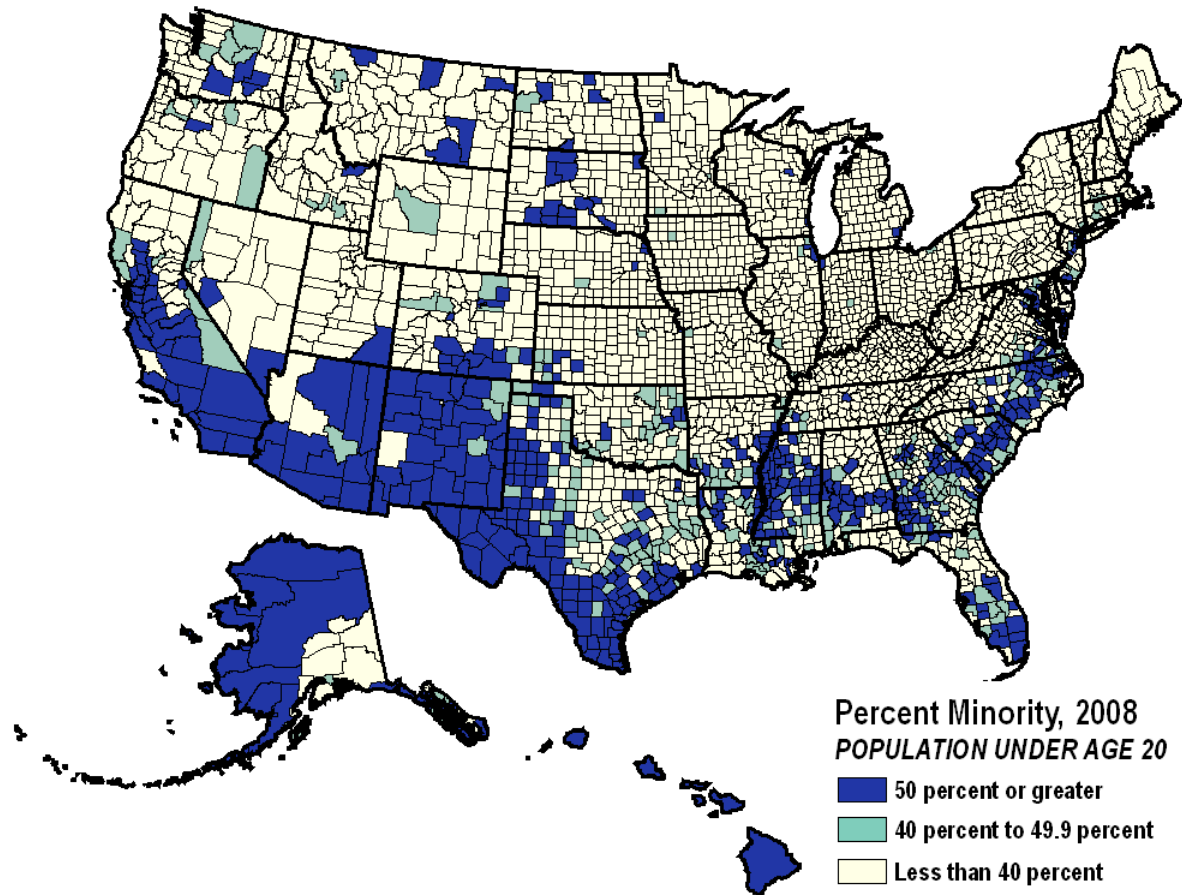 Percent Minority, 2008
POPULATION UNDER AGE 20
50 percent or greater
40 percent to 49.9 percent
Less than 40 percent